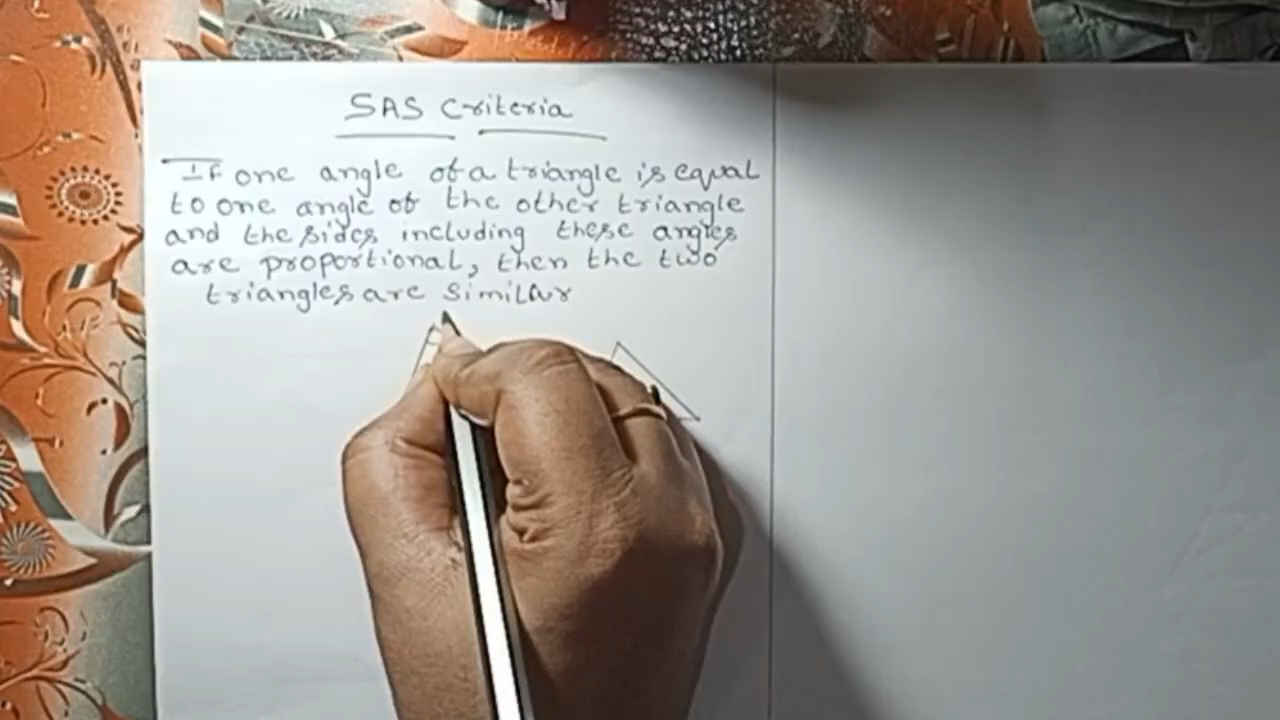 SAS Criteria
If one angle of a triangle is equal
to one angle of the other triangle
and the sides including these angles
are proportional, then the two
triangles are similar